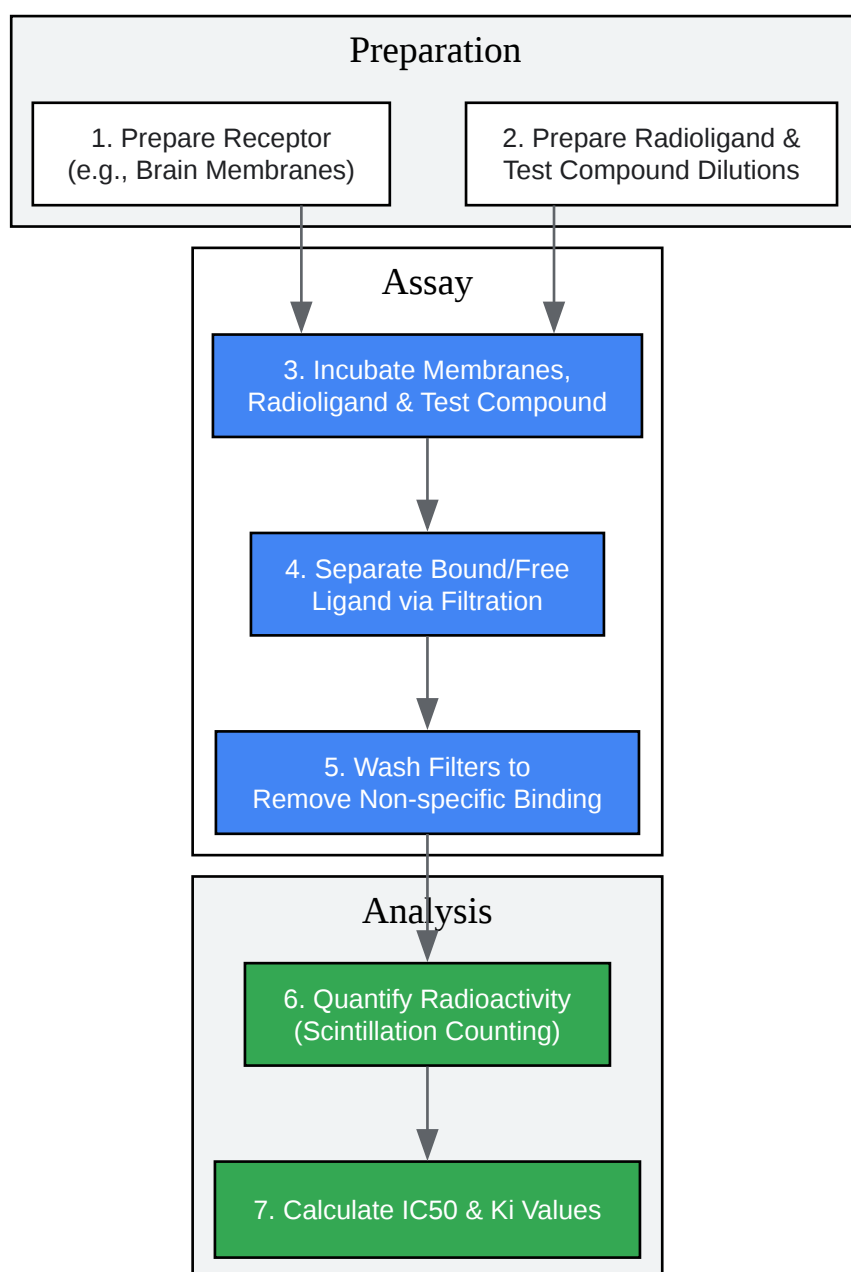 Preparation
1. Prepare Receptor
(e.g., Brain Membranes)
2. Prepare Radioligand &
Test Compound Dilutions
Assay
3. Incubate Membranes,
Radioligand & Test Compound
4. Separate Bound/Free
Ligand via Filtration
5. Wash Filters to
Remove Non-specific Binding
Analysis
6. Quantify Radioactivity
(Scintillation Counting)
7. Calculate IC50 & Ki Values